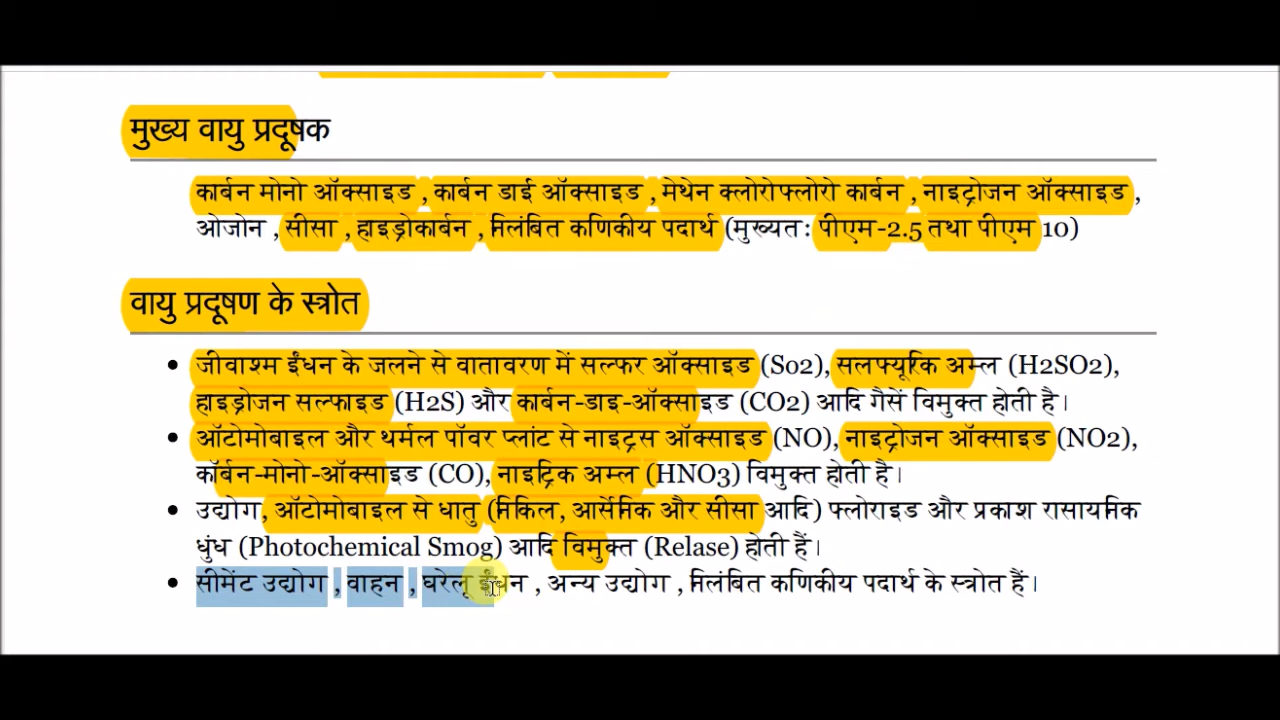 मुख्य वायु प्रदूषक
कार्बन मोनो ऑक्साइड , कार्बन डाई ऑक्साइड , मेथेन क्लोरोफ्लोरो कार्बन , नाइट्रोजन ऑक्साइड ,
ओजोन , सीसा , हाइड्रोकार्बन , निलंबित कणिकीय पदार्थ (मुख्यतः पीएम-2.5 तथा पीएम 10)
वायु प्रदूषण के स्त्रोत
• जीवाश्म ईंधन के जलने से वातावरण में सल्फर ऑक्साइड (So2), सलफ्यूरिक अम्ल (H2SO2),
हाइड्रोजन सल्फाइड (H2S) और कार्बन-डाइ-ऑक्साइड (CO2) आदि गैसें विमुक्त होती है।
• ऑटोमोबाइल और थर्मल पॉवर प्लांट से नाइट्रस ऑक्साइड (NO), नाइट्रोजन ऑक्साइड (NO2),
कॉर्बन-मोनो-ऑक्साइड (CO), नाइट्रिक अम्ल (HNO3) विमुक्त होती है।
• उद्योग, ऑटोमोबाइल से धातु (निकिल, आर्सेनिक और सीसा आदि) फ्लोराइड और प्रकाश रासायनिक
धुंध (Photochemical Smog) आदि विमुक्त (Relase) होती हैं।
• सीमेंट उद्योग , वाहन , घरेलू ईंधन , अन्य उद्योग , निलंबित कणिकीय पदार्थ के स्त्रोत हैं।